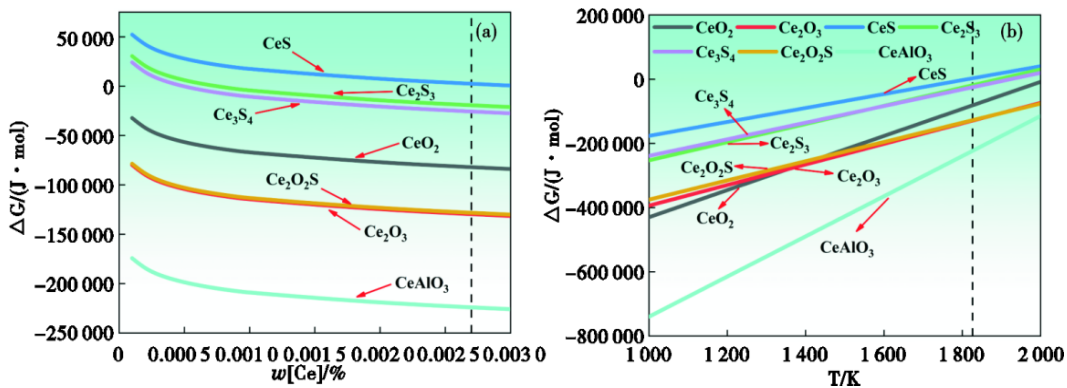 (a)
50 000
0
−50 000
−100 000
−150 000
−200 000
−250 000
△G/(J·mol)
CeS
Ce2S3
Ce3S4
CeO2
Ce2O2S
Ce2O3
CeAlO3
0 0.000 5 0.001 0 0.001 5 0.002 0 0.002 5 0.003 0
w[Ce]/%
(b)
200 000
0
−200 000
−400 000
−600 000
−800 000
△G/(J·mol)
CeO2 Ce2O3 CeS Ce2S3
Ce3S4 Ce2O2S CeAlO3
CeS
Ce3S4
Ce2S3
Ce2O2S
Ce2O3
CeO2
CeAlO3
1 000 1 200 1 400 1 600 1 800 2 000
T/K